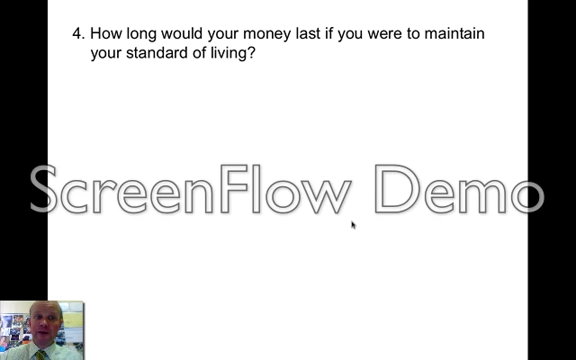 4. How long would your money last if you were to maintain
your standard of living?
ScreenFlow Demo